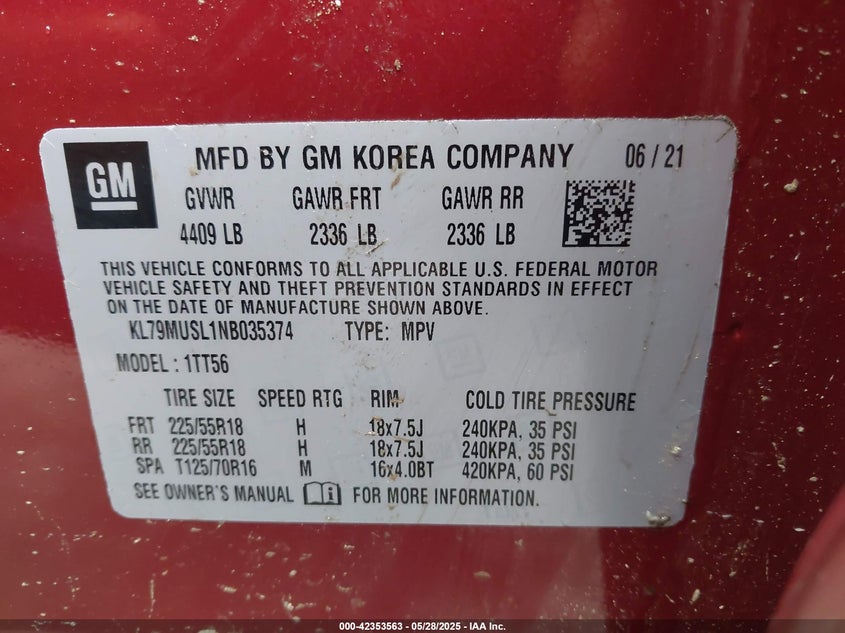 GM
MFD BY GM KOREA COMPANY 06 / 21
GVWR GAWR FRT GAWR RR
4409 LB 2336 LB 2336 LB
THIS VEHICLE CONFORMS TO ALL APPLICABLE U.S. FEDERAL MOTOR
VEHICLE SAFETY AND THEFT PREVENTION STANDARDS IN EFFECT
ON THE DATE OF MANUFACTURE SHOWN ABOVE.
KL79MUSL1NB035374 TYPE: MPV
MODEL : 1TT56
TIRE SIZE SPEED RTG RIM COLD TIRE PRESSURE
FRT 225/55R18 H 18x7.5J 240KPA, 35 PSI
RR 225/55R18 H 18x7.5J 240KPA, 35 PSI
SPA T125/70R16 M 16x4.0BT 420KPA, 60 PSI
SEE OWNER'S MANUAL FOR MORE INFORMATION.
000-42353563 — 05/28/2025 — IAA Inc.